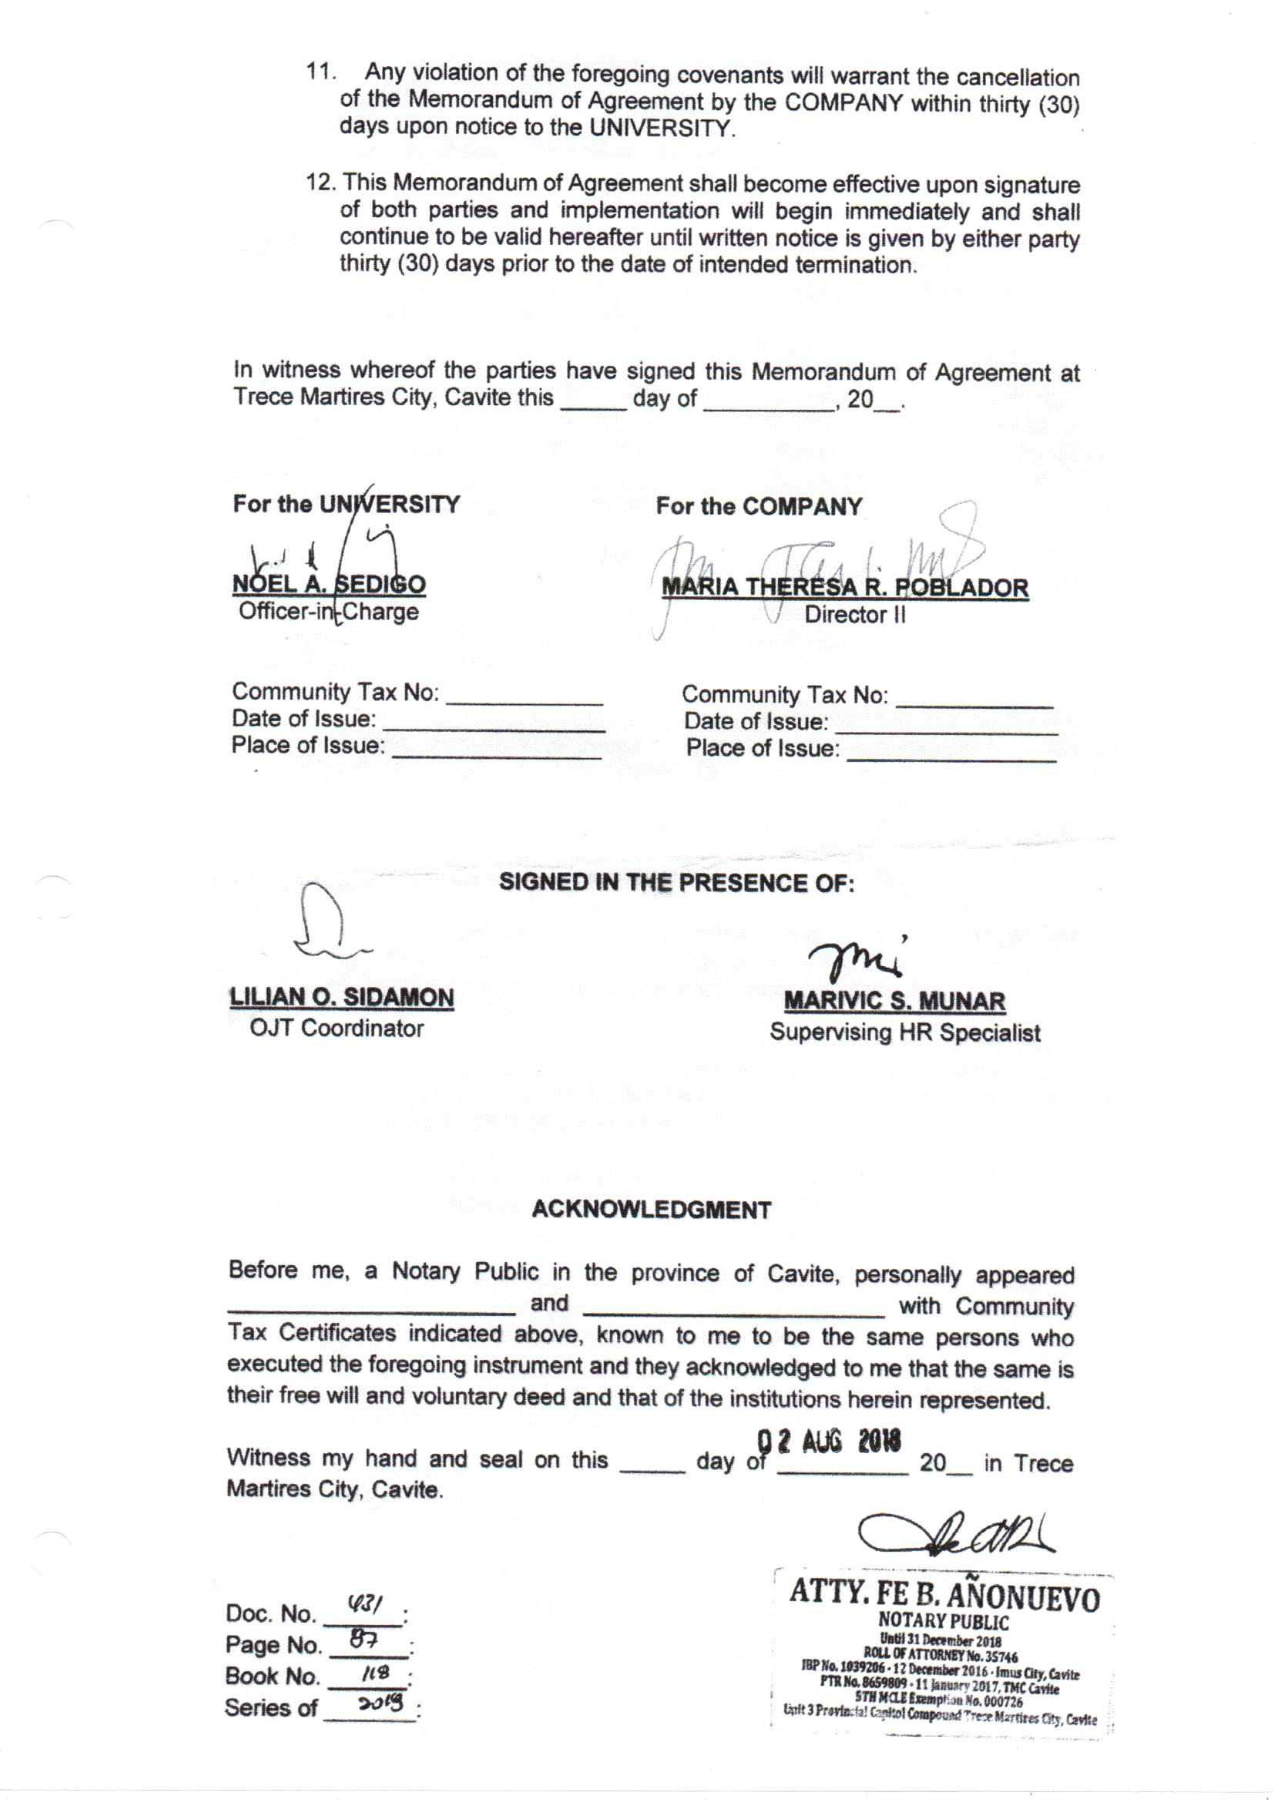 11. Any violation of the foregoing covenants will warrant the cancellation
of the Memorandum of Agreement by the COMPANY within thirty (30)
days upon notice to the UNIVERSITY.
12. This Memorandum of Agreement shall become effective upon signature
of both parties and implementation will begin immediately and shall
continue to be valid hereafter until written notice is given by either party
thirty (30) days prior to the date of intended termination.
In witness whereof the parties have signed this Memorandum of Agreement at
Trece Martires City, Cavite this _____ day of __________, 20__.
For the UNIVERSITY
NOEL A. SEDIGO
Officer-in-Charge
Community Tax No: ____________
Date of Issue: ____________
Place of Issue: ____________
For the COMPANY
MARIA THERESA R. POBLADOR
Director II
Community Tax No: ____________
Date of Issue: ____________
Place of Issue: ____________
SIGNED IN THE PRESENCE OF:
LILIAN O. SIDAMON
OJT Coordinator
MARIVIC S. MUNAR
Supervising HR Specialist
ACKNOWLEDGMENT
Before me, a Notary Public in the province of Cavite, personally appeared
______________________ and ______________________ with Community
Tax Certificates indicated above, known to me to be the same persons who
executed the foregoing instrument and they acknowledged to me that the same is
their free will and voluntary deed and that of the institutions herein represented.
02 AUG 2018
Witness my hand and seal on this _____ day of __________ 20__ in Trece
Martires City, Cavite.
Doc. No. 431 :
Page No. 87 :
Book No. 118 :
Series of :
ATTY. FE B. AÑONUEVO
NOTARY PUBLIC
Until 31 December 2018
ROLL OF ATTORNEY No. 35746
IBP No. 1039206 - 12 December 2016 - Imus City, Cavite
PTR No. 8659809 - 11 January 2017, TMC Cavite
5TH MCLE Exemption No. 000726
Unit 3 Provincial Capitol Compound Trece Martires City, Cavite